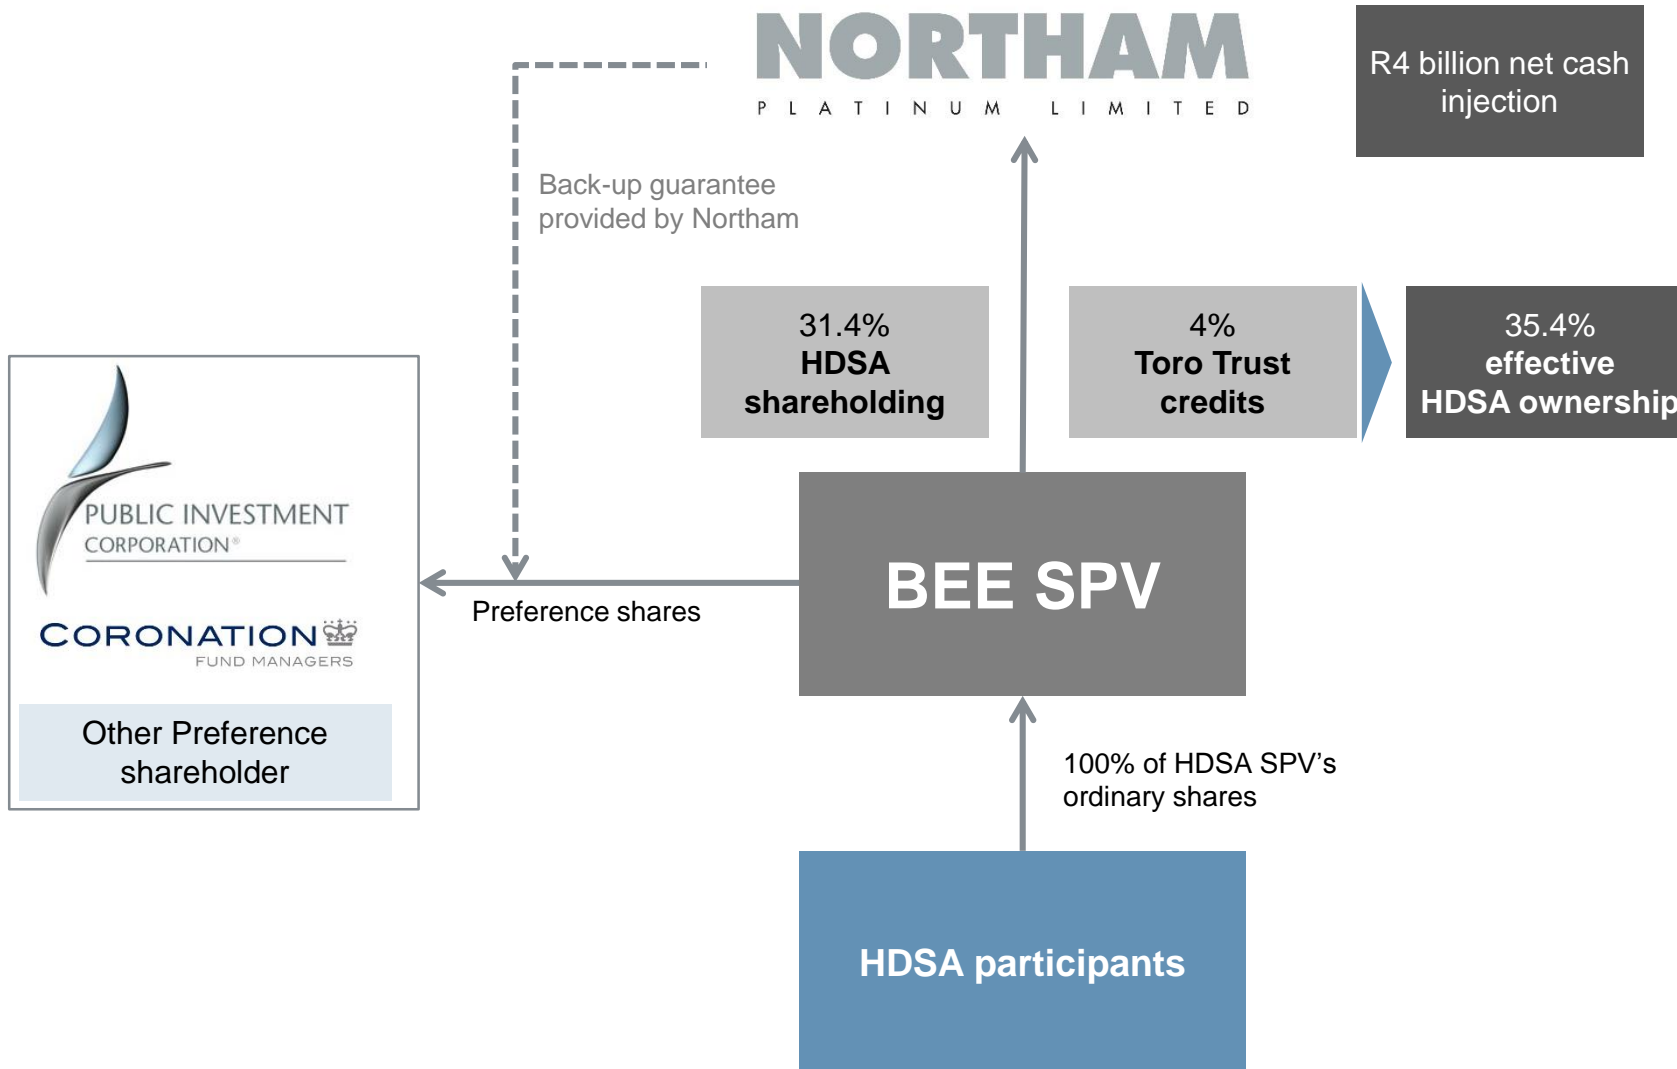 NORTHAM
PLATINUM LIMITED
R4 billion net cash
injection
Back-up guarantee
provided by Northam
31.4%
HDSA
shareholding
4%
Toro Trust
credits
35.4%
effective
HDSA ownership
PUBLIC INVESTMENT
CORPORATION®
CORONATION
FUND MANAGERS
Other Preference
shareholder
Preference shares
BEE SPV
100% of HDSA SPV’s
ordinary shares
HDSA participants